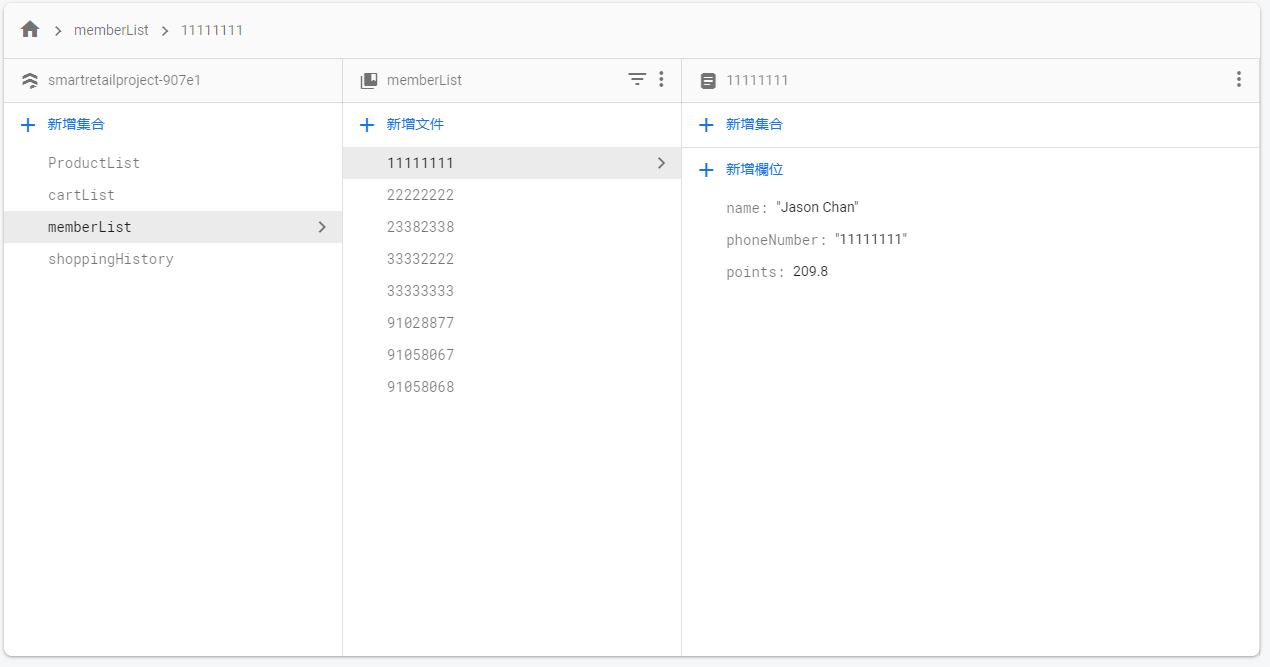 memberList 11111111
smartretailproject-907e1
新增集合
ProductList
cartList
memberList
shoppingHistory
memberList
新增文件
11111111
22222222
23382338
33332222
33333333
91028877
91058067
91058068
11111111
新增集合
新增欄位
name: "Jason Chan"
phoneNumber: "11111111"
points: 209.8